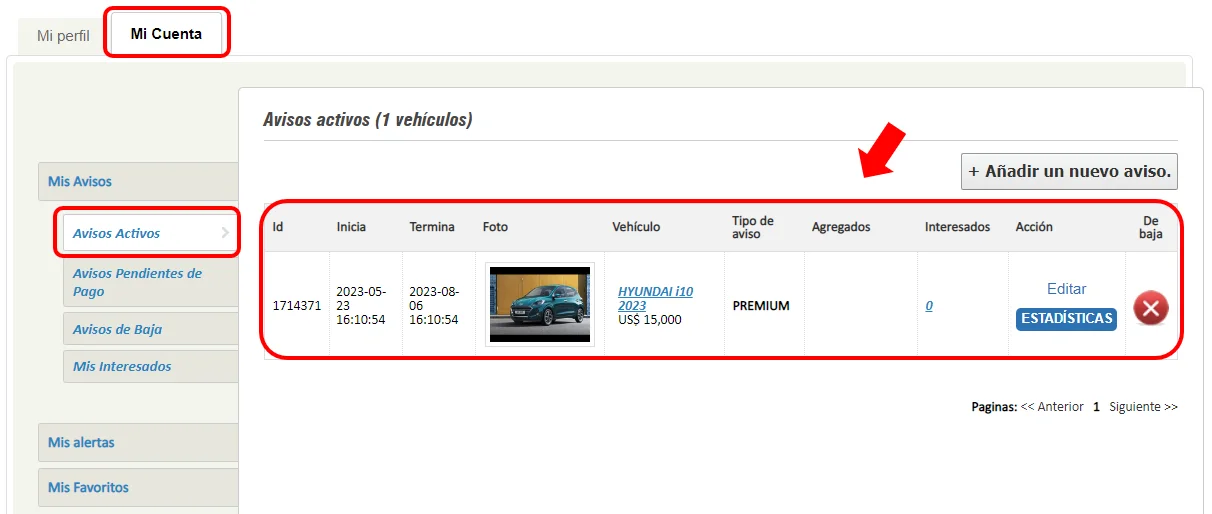 Mi perfil
Mi Cuenta
Avisos activos (1 vehículos)
+ Añadir un nuevo aviso.
Mis Avisos
Avisos Activos
Avisos Pendientes de
Pago
Avisos de Baja
Mis Interesados
Mis alertas
Mis Favoritos
Id
Inicia
Termina
Foto
Vehículo
Tipo de
aviso
Agregados
Interesados
Acción
De
baja
1714371
2023-05-
23
16:10:54
2023-08-
06
16:10:54
HYUNDAI i10
2023
US$ 15,000
PREMIUM
0
Editar
ESTADÍSTICAS
Paginas: << Anterior 1 Siguiente >>